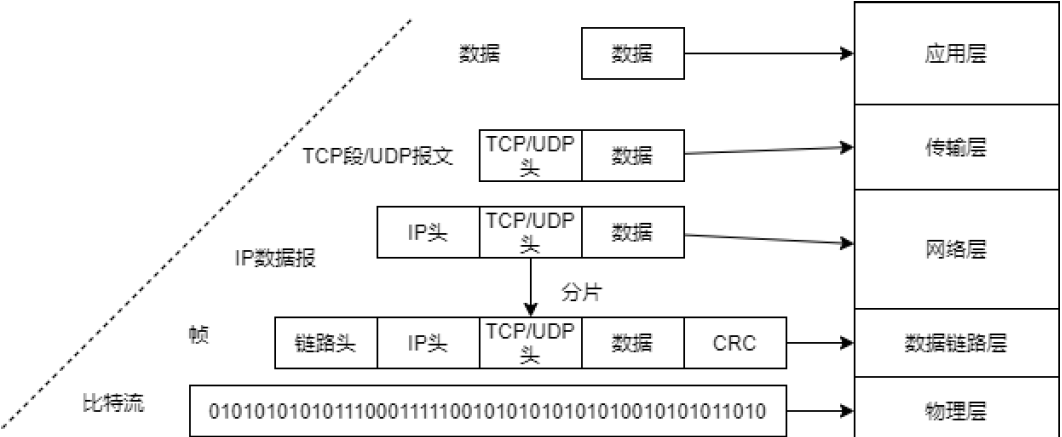 数据 数据 应用层
TCP段/UDP报文 TCP/UDP头 数据 传输层
IP数据报 IP头 TCP/UDP头 数据 网络层
分片
帧 链路头 IP头 TCP/UDP头 数据 CRC 数据链路层
比特流 0101010101011100011111001010101010101001010101011010 物理层